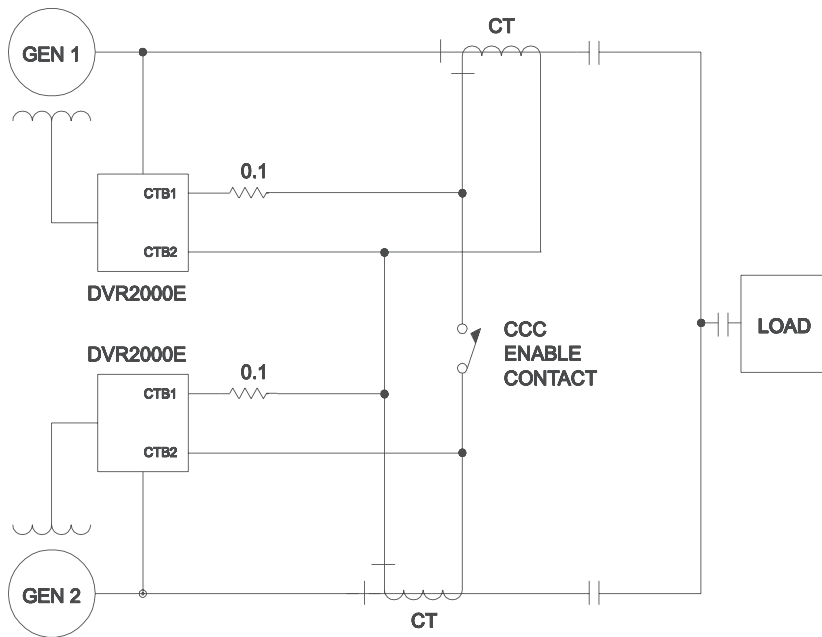 CT
GEN 1
0.1
CTB1
CTB2
DVR2000E
CCC
ENABLE
CONTACT
LOAD
DVR2000E
0.1
CTB1
CTB2
GEN 2
CT